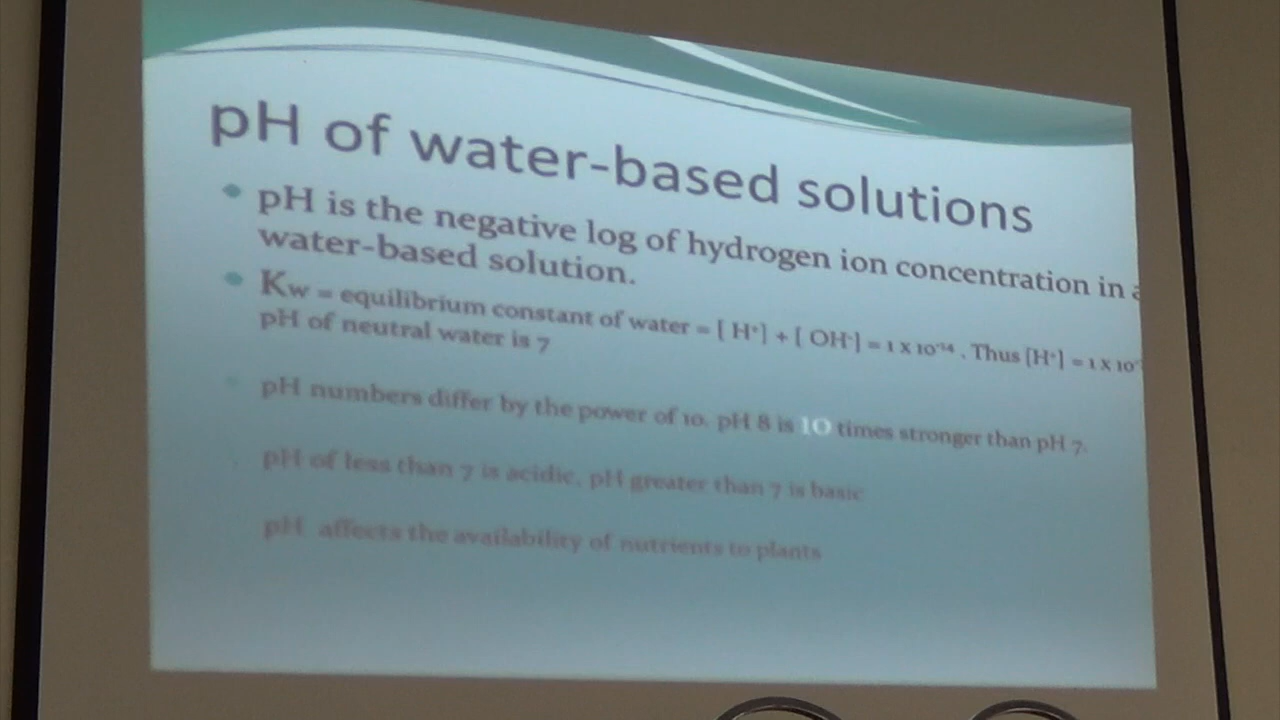 pH of water-based solutions
pH is the negative log of hydrogen ion concentration in a
water-based solution.
Kw = equilibrium constant of water = [ H⁺] + [ OH⁻] = 1 X 10⁻¹⁴ . Thus [H⁺] = 1 X 10⁻
pH of neutral water is 7
pH numbers differ by the power of 10. pH 8 is 10 times stronger than pH 7.
pH of less than 7 is acidic, pH greater than 7 is basic
pH affects the availability of nutrients to plants